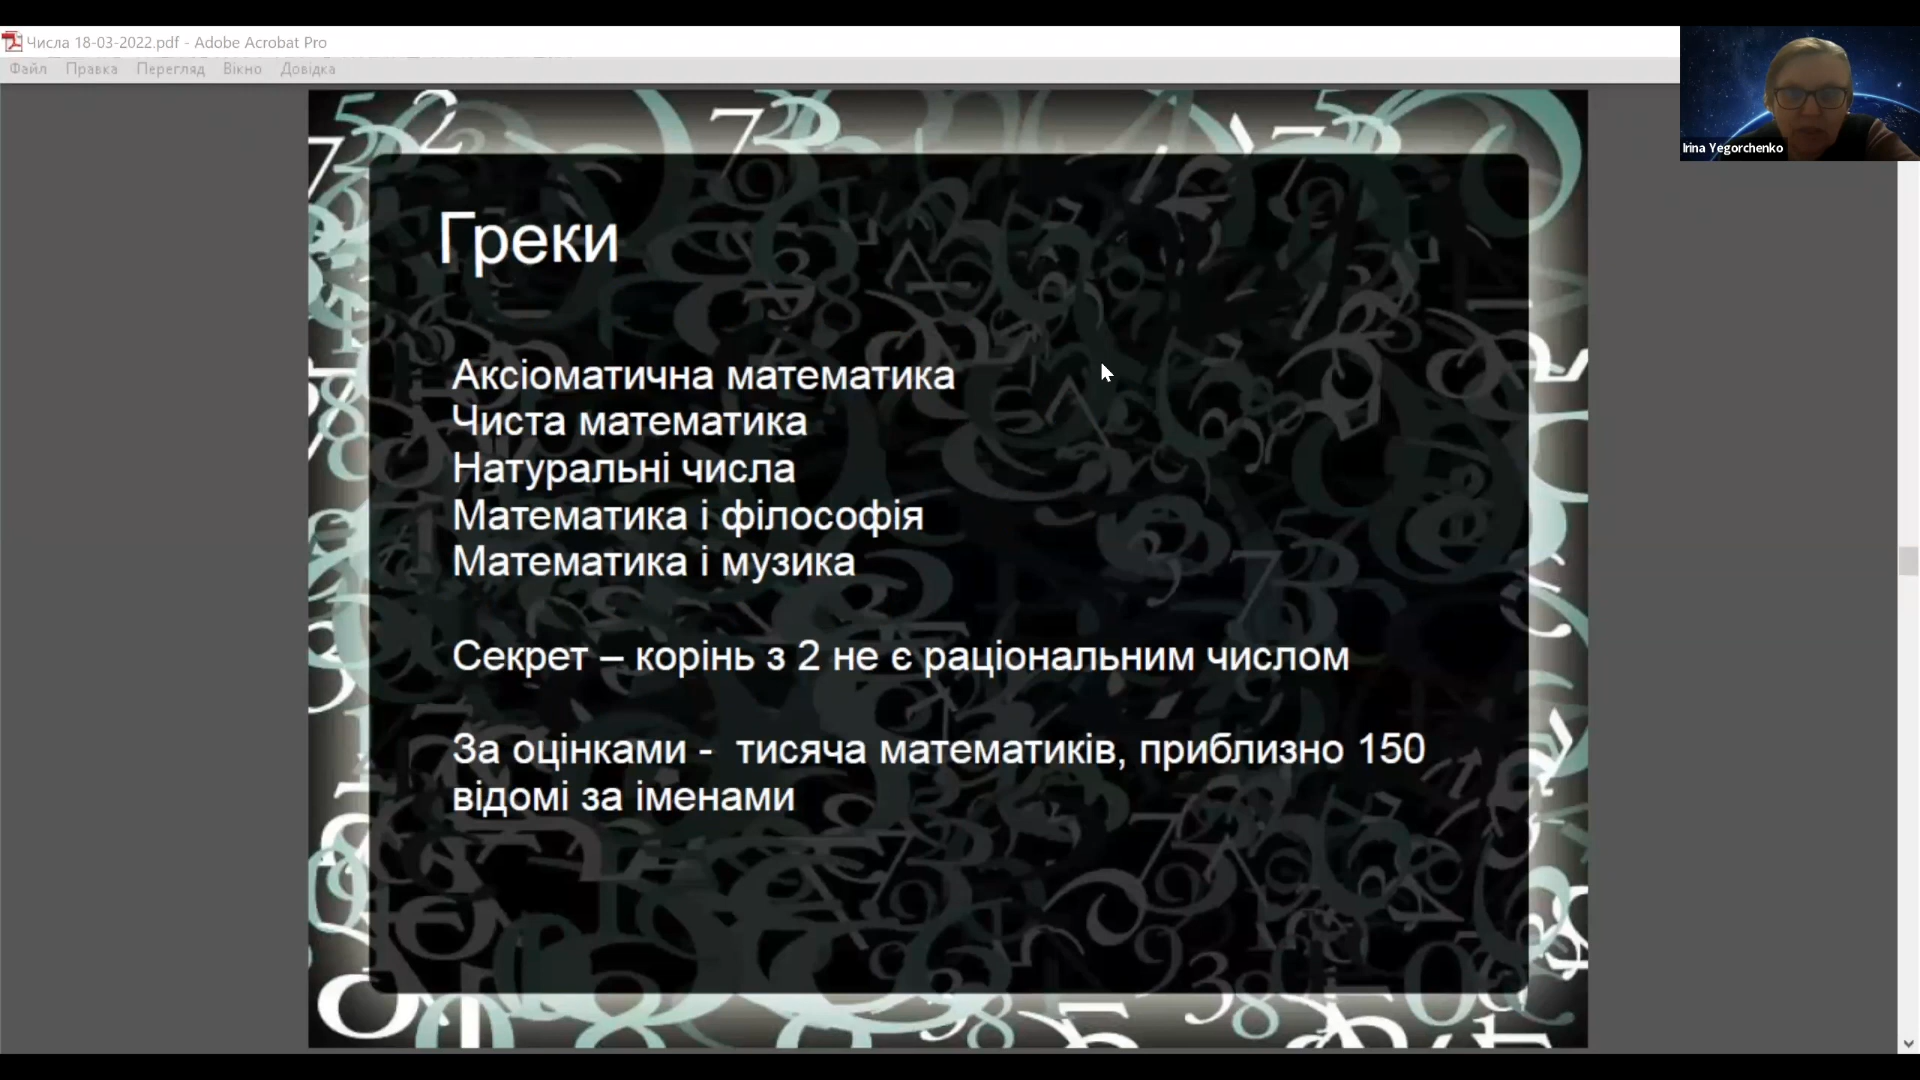 Числа 18-03-2022.pdf - Adobe Acrobat Pro
Файл Правка Перегляд Вікно Довідка
Irina Yegorchenko
Греки
Аксіоматична математика
Чиста математика
Натуральні числа
Математика і філософія
Математика і музика
Секрет – корінь з 2 не є раціональним числом
За оцінками - тисяча математиків, приблизно 150
відомі за іменами